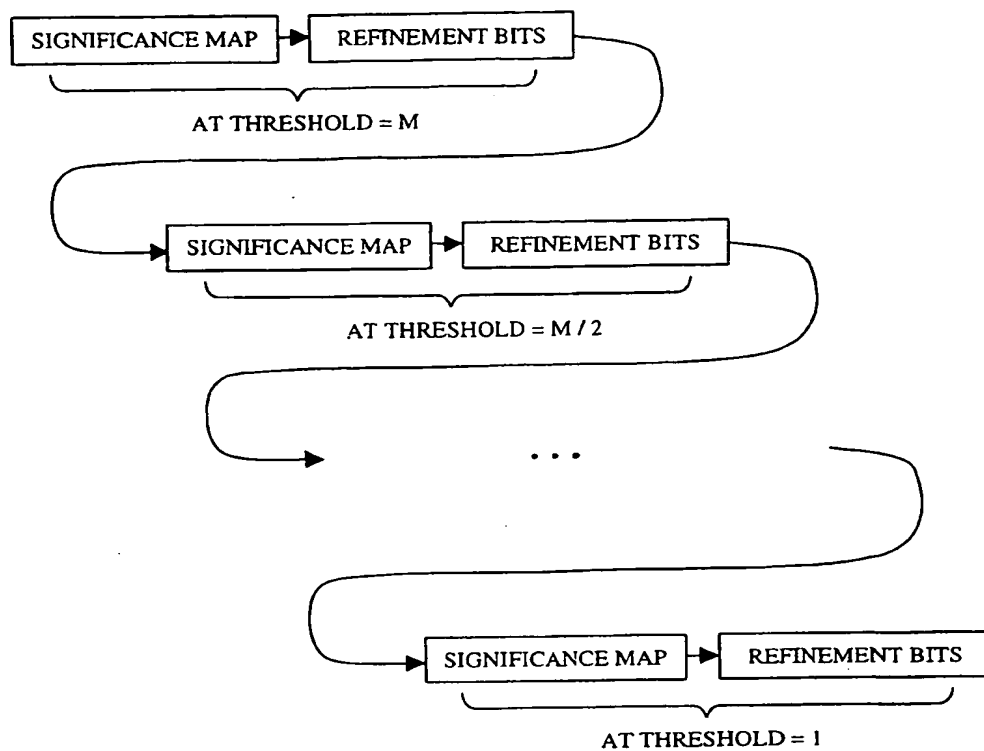 SIGNIFICANCE MAP
REFINEMENT BITS
AT THRESHOLD = M
SIGNIFICANCE MAP
REFINEMENT BITS
AT THRESHOLD = M / 2
• • •
SIGNIFICANCE MAP
REFINEMENT BITS
AT THRESHOLD = 1